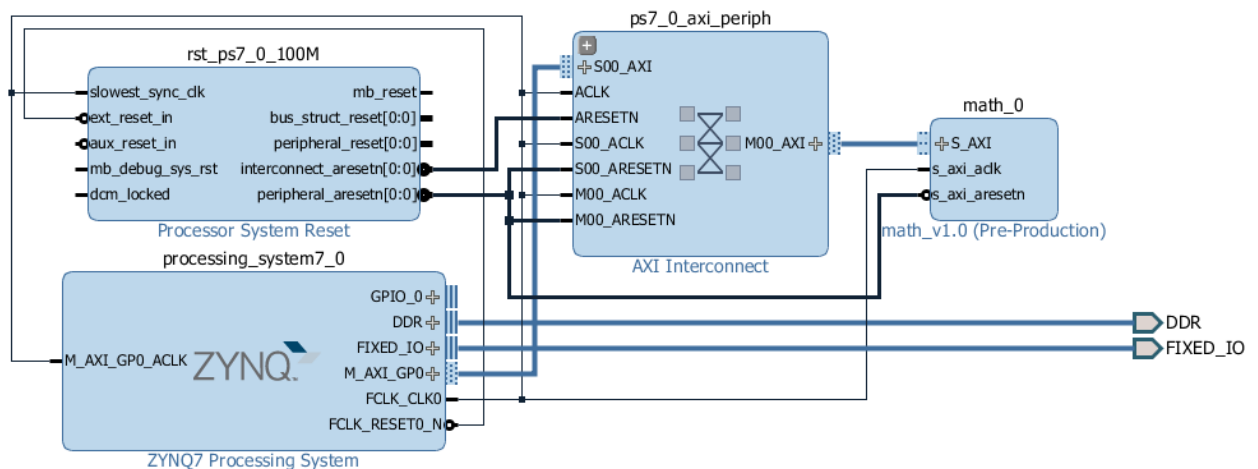 rst_ps7_0_100M
slowest_sync_clk
ext_reset_in
aux_reset_in
mb_debug_sys_rst
dcm_locked
mb_reset
bus_struct_reset[0:0]
peripheral_reset[0:0]
interconnect_aresetn[0:0]
peripheral_aresetn[0:0]
Processor System Reset
ps7_0_axi_periph
S00_AXI
ACLK
ARESETN
S00_ACLK
S00_ARESETN
M00_ACLK
M00_ARESETN
M00_AXI
AXI Interconnect
math_0
S_AXI
s_axi_aclk
s_axi_aresetn
math_v1.0 (Pre-Production)
processing_system7_0
M_AXI_GP0_ACLK
ZYNQ
GPIO_0
DDR
FIXED_IO
M_AXI_GP0
FCLK_CLK0
FCLK_RESET0_N
ZYNQ7 Processing System
DDR
FIXED_IO